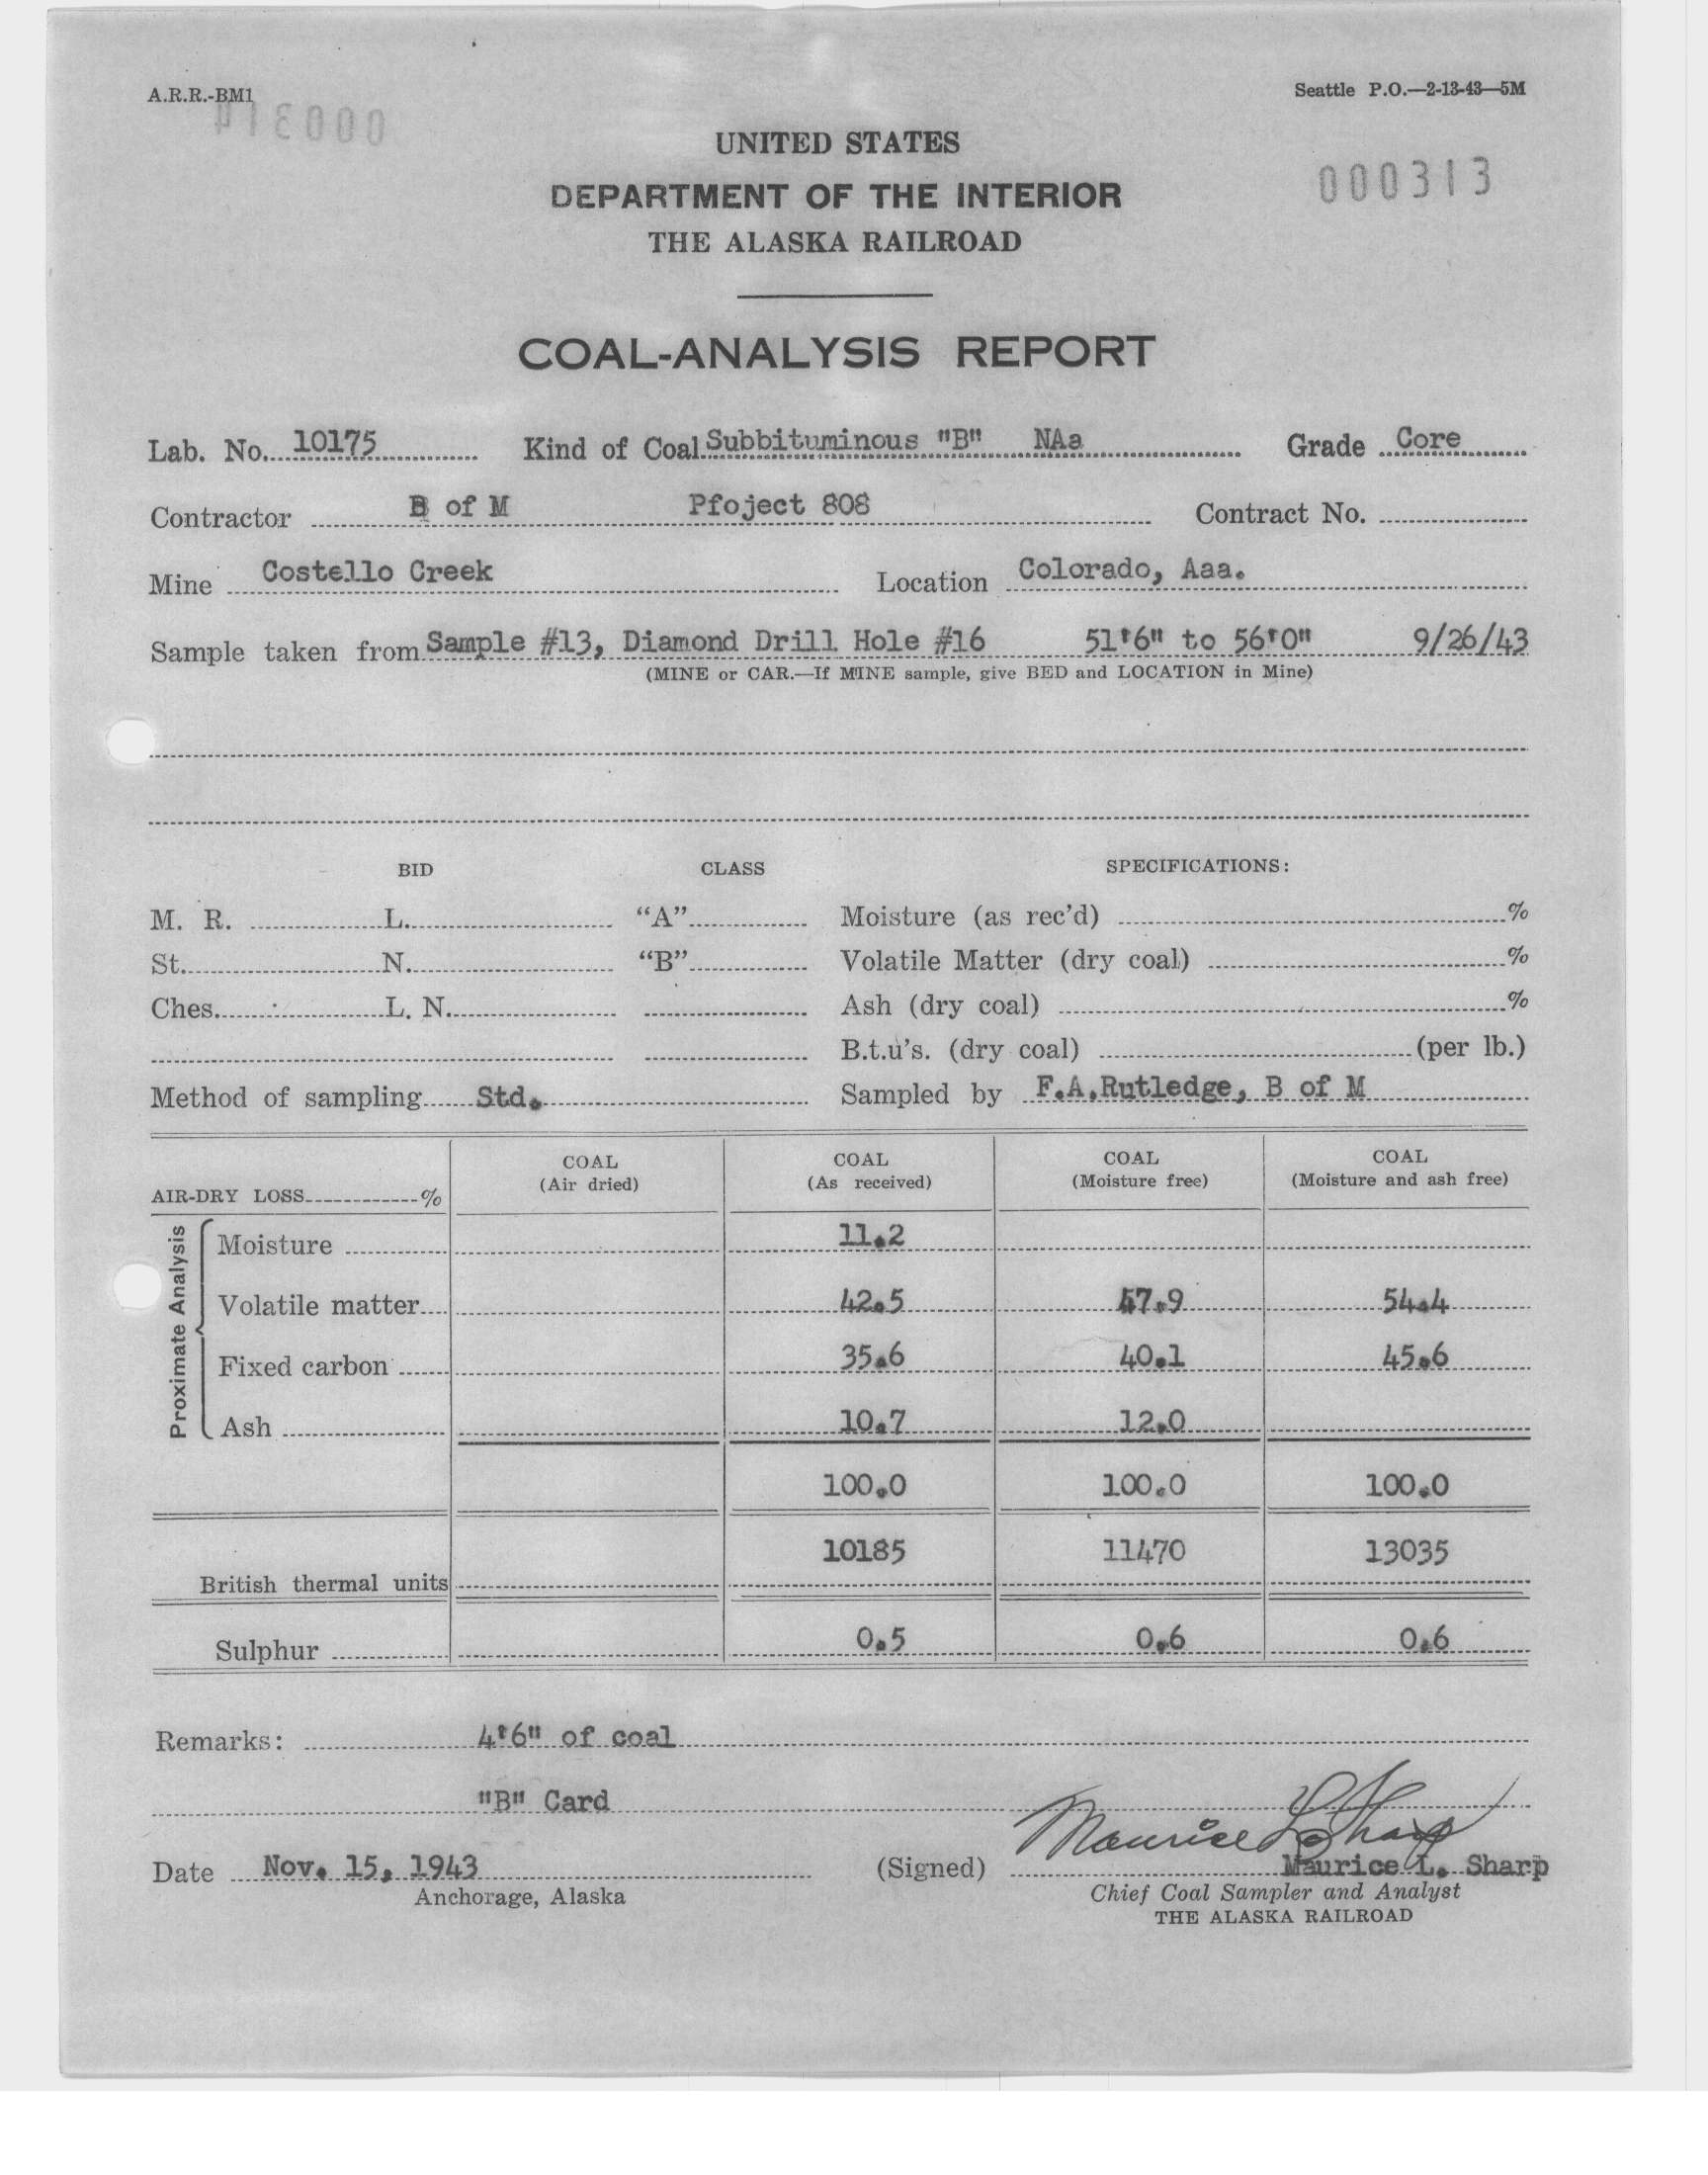 A.R.R.-BM1
Seattle P.O.—2-13-43—5M
000314
000313
UNITED STATES
DEPARTMENT OF THE INTERIOR
THE ALASKA RAILROAD
COAL-ANALYSIS REPORT
Lab. No. 10175 Kind of Coal Subbituminous "B" NAa Grade Core
Contractor B of M Pfoject 808 Contract No.
Mine Costello Creek Location Colorado, Aaa.
Sample taken from Sample #13, Diamond Drill Hole #16 51'6" to 56'0" 9/26/43
(MINE or CAR.—If MINE sample, give BED and LOCATION in Mine)
BID CLASS SPECIFICATIONS:
M. R. L. "A" Moisture (as rec'd) %
St. N. "B" Volatile Matter (dry coal) %
Ches. L. N. Ash (dry coal) %
B.t.u's. (dry coal) (per lb.)
Method of sampling Std. Sampled by F.A.Rutledge, B of M
COAL COAL COAL COAL
AIR-DRY LOSS % (Air dried) (As received) (Moisture free) (Moisture and ash free)
Proximate Analysis
Moisture 11.2
Volatile matter 42.5 47.9 54.4
Fixed carbon 35.6 40.1 45.6
Ash 10.7 12.0
100.0 100.0 100.0
British thermal units 10185 11470 13035
Sulphur 0.5 0.6 0.6
Remarks: 4'6" of coal
"B" Card
Maurice L Sharp
Date Nov. 15, 1943 (Signed) Maurice L. Sharp
Anchorage, Alaska Chief Coal Sampler and Analyst
THE ALASKA RAILROAD